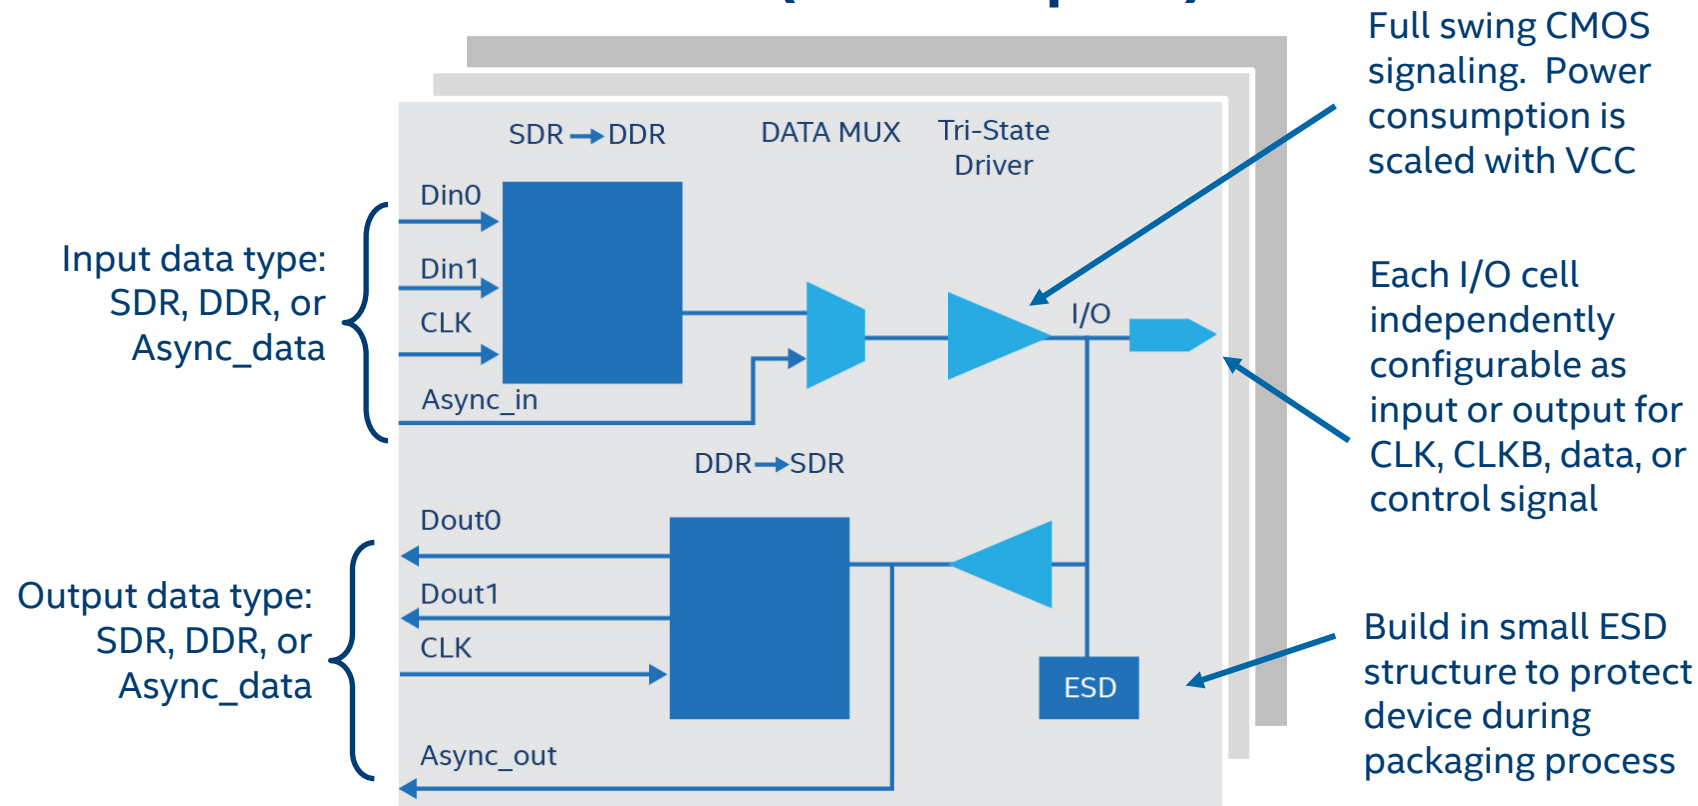 Full swing CMOS
signaling.  Power
consumption is
scaled with VCC
SDR → DDR
DATA MUX
Tri-State
Driver
Din0
Din1
CLK
Async_in
Input data type:
SDR, DDR, or
Async_data
I/O
Each I/O cell
independently
configurable as
input or output for
CLK, CLKB, data, or
control signal
DDR → SDR
Dout0
Dout1
CLK
Async_out
Output data type:
SDR, DDR, or
Async_data
ESD
Build in small ESD
structure to protect
device during
packaging process